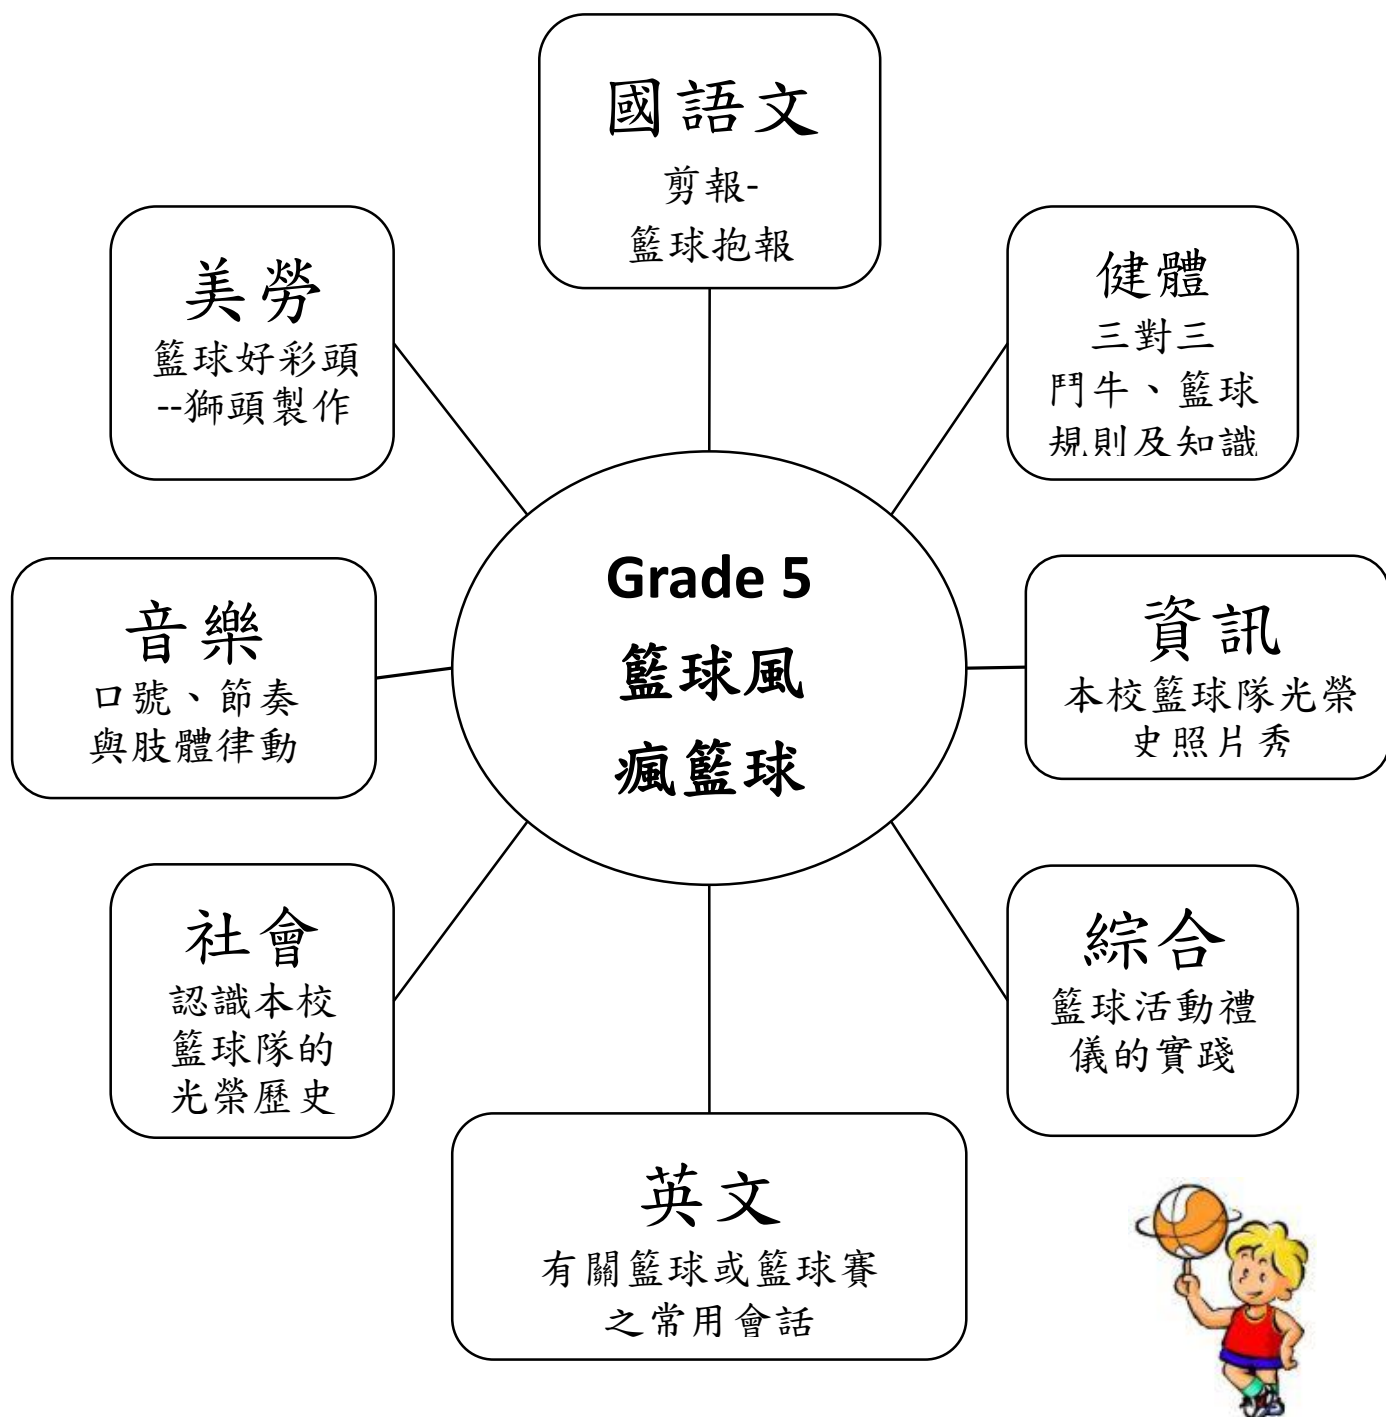 國語文
剪報-
籃球抱報
美勞
籃球好彩頭
--獅頭製作
健體
三對三
鬥牛、籃球
規則及知識
Grade 5
籃球風
瘋籃球
音樂
口號、節奏
與肢體律動
資訊
本校籃球隊光榮
史照片秀
社會
認識本校
籃球隊的
光榮歷史
綜合
籃球活動禮
儀的實踐
英文
有關籃球或籃球賽
之常用會話